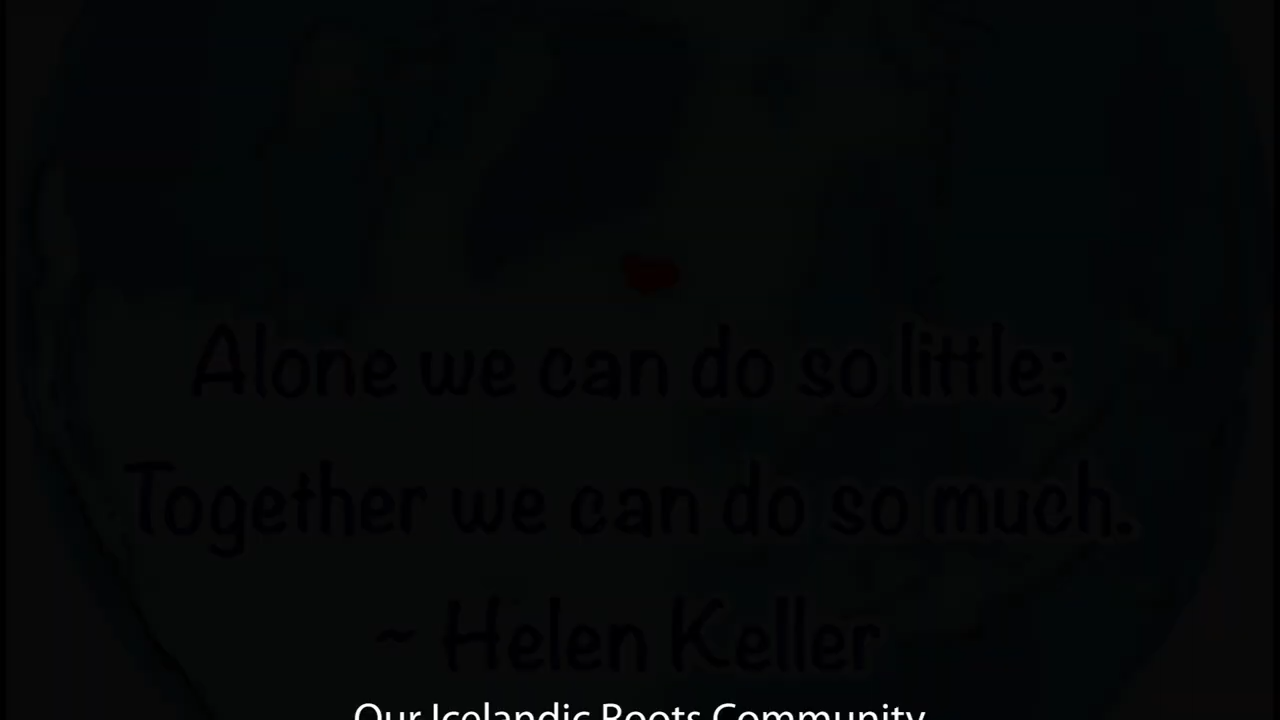 Alone we can do so little;
Together we can do so much.
~ Helen Keller
Our Icelandic Roots Community